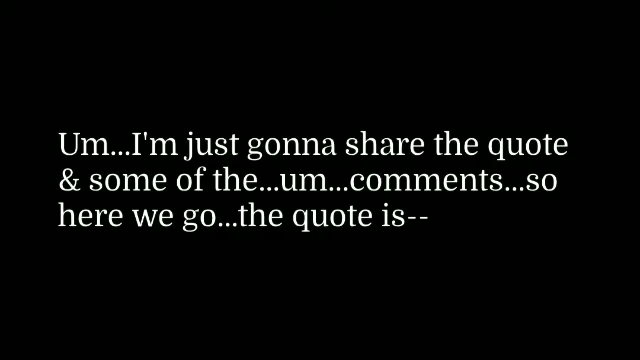 Um...I'm just gonna share the quote
& some of the...um...comments...so
here we go...the quote is--